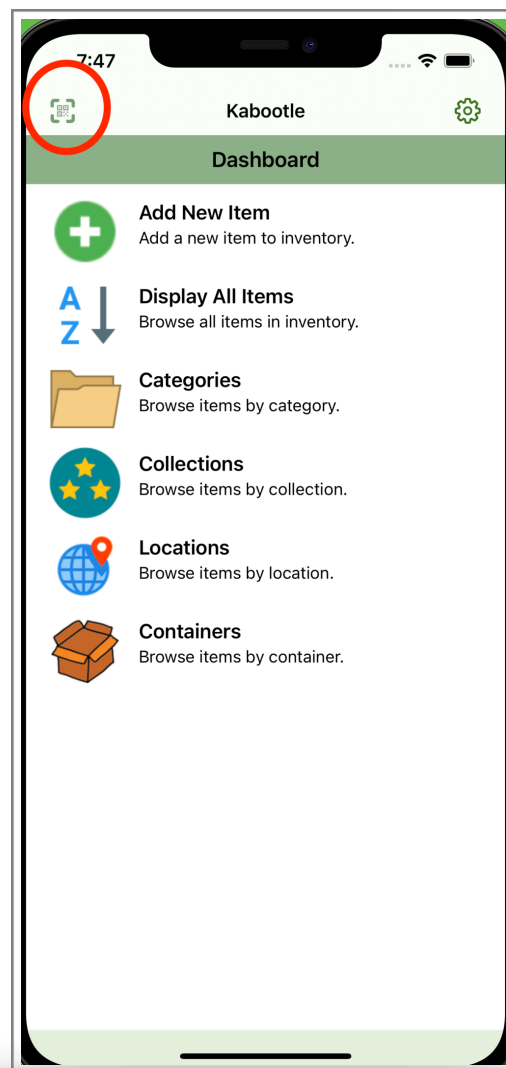 7:47
Kabootle
Dashboard
Add New Item
Add a new item to inventory.
A
Z
Display All Items
Browse all items in inventory.
Categories
Browse items by category.
Collections
Browse items by collection.
Locations
Browse items by location.
Containers
Browse items by container.